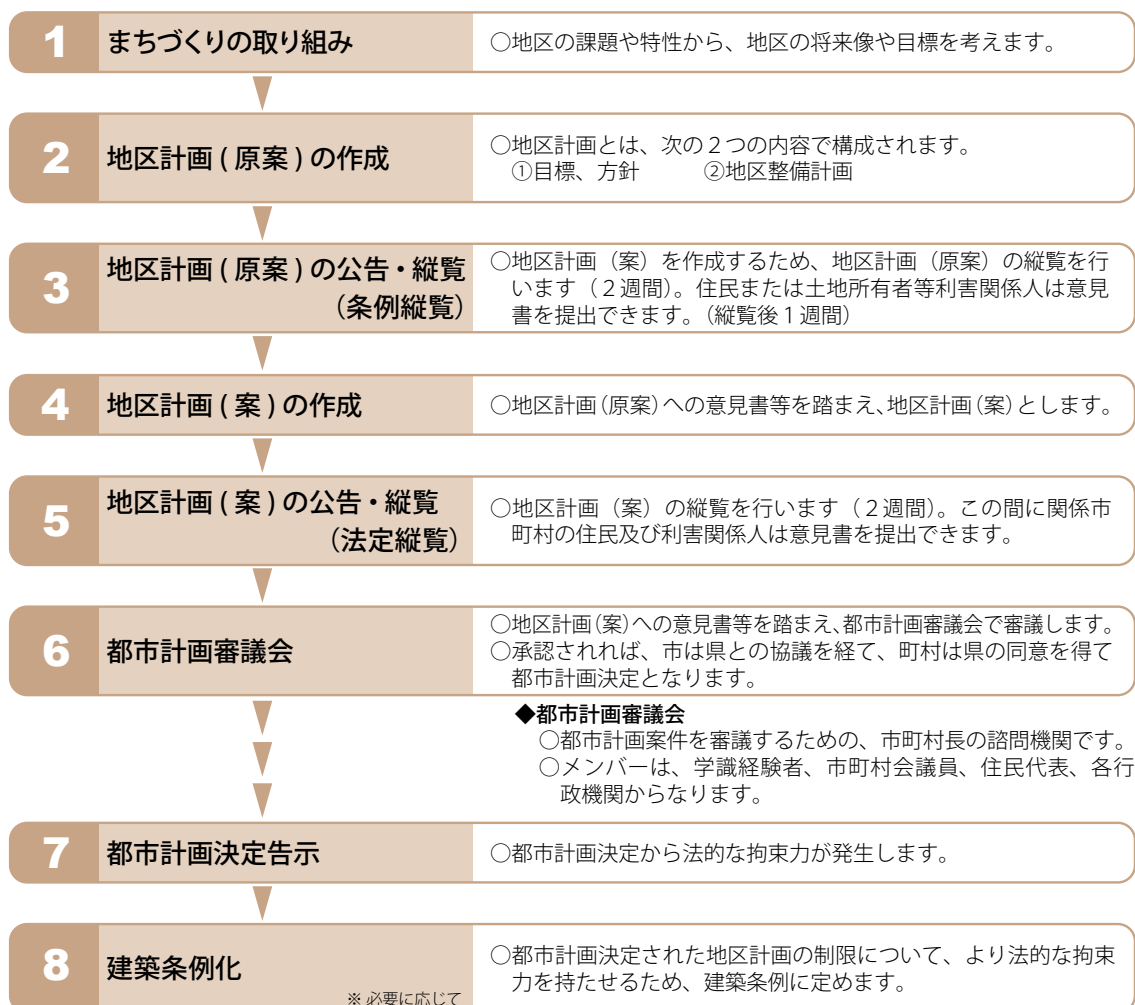 1 まちづくりの取り組み
○地区の課題や特性から、地区の将来像や目標を考えます。
2 地区計画(原案)の作成
○地区計画とは、次の２つの内容で構成されます。
①目標、方針　　②地区整備計画
3 地区計画(原案)の公告・縦覧
（条例縦覧）
○地区計画（案）を作成するため、地区計画（原案）の縦覧を行
います（２週間）。住民または土地所有者等利害関係人は意見
書を提出できます。（縦覧後１週間）
4 地区計画(案)の作成
○地区計画（原案）への意見書等を踏まえ、地区計画（案）とします。
5 地区計画(案)の公告・縦覧
（法定縦覧）
○地区計画（案）の縦覧を行います（２週間）。この間に関係市
町村の住民及び利害関係人は意見書を提出できます。
6 都市計画審議会
○地区計画（案）への意見書等を踏まえ、都市計画審議会で審議します。
○承認されれば、市は県との協議を経て、町村は県の同意を得て
都市計画決定となります。
◆都市計画審議会
○都市計画案件を審議するための、市町村長の諮問機関です。
○メンバーは、学識経験者、市町村会議員、住民代表、各行
政機関からなります。
7 都市計画決定告示
○都市計画決定から法的な拘束力が発生します。
8 建築条例化
※必要に応じて
○都市計画決定された地区計画の制限について、より法的な拘束
力を持たせるため、建築条例に定めます。